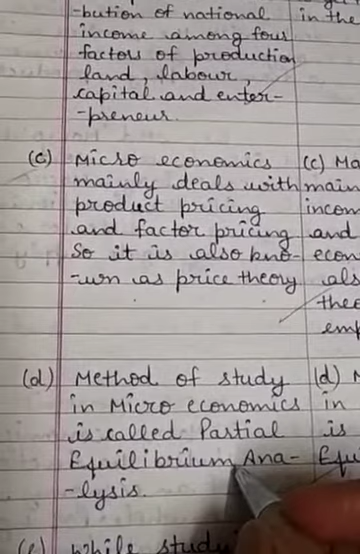 -bution of national in the
income among four
factors of production
land, labour,
capital and enter-
-preneur.
(c) Micro economics (c) Ma
mainly deals with main
product pricing incom
and factor pricing and
So it is also kno- econ
-wn as price theory als
theo
emp
(d) Method of study (d) M
in Micro economics in
is called Partial is
Equilibrium Ana- Equ
-lysis.
(e) While study